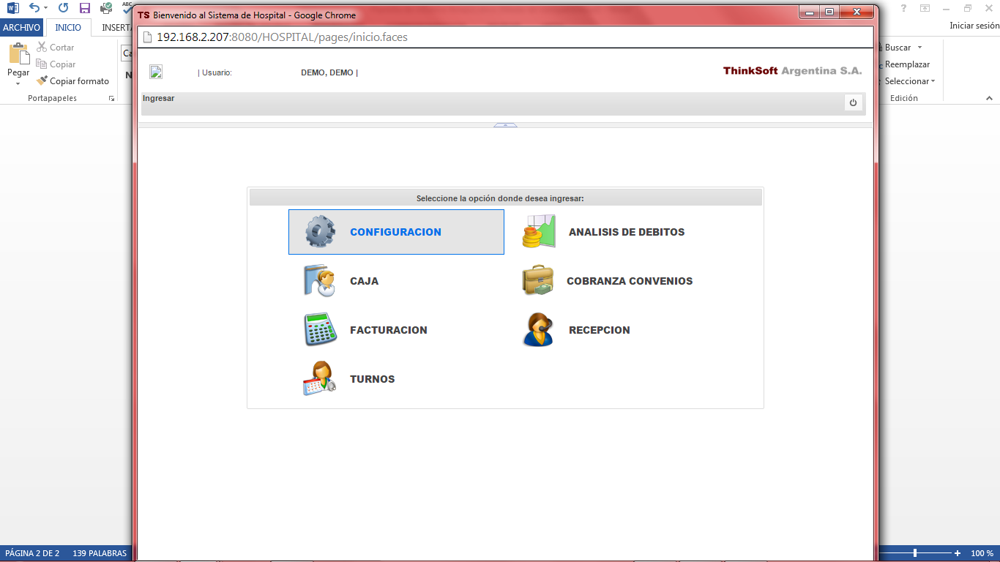 TS Bienvenido al Sistema de Hospital - Google Chrome
ABC
ARCHIVO INICIO INSERTA
Iniciar sesión
192.168.2.207:8080/HOSPITAL/pages/inicio.faces
Pegar
Cortar
Copiar
Copiar formato
Portapapeles
Ca
N
Buscar
Reemplazar
Seleccionar
Edición
| Usuario: DEMO, DEMO |
ThinkSoft Argentina S.A.
Ingresar
Seleccione la opción donde desea ingresar:
CONFIGURACION
ANALISIS DE DEBITOS
CAJA
COBRANZA CONVENIOS
FACTURACION
RECEPCION
TURNOS
PÁGINA 2 DE 2 139 PALABRAS
100 %